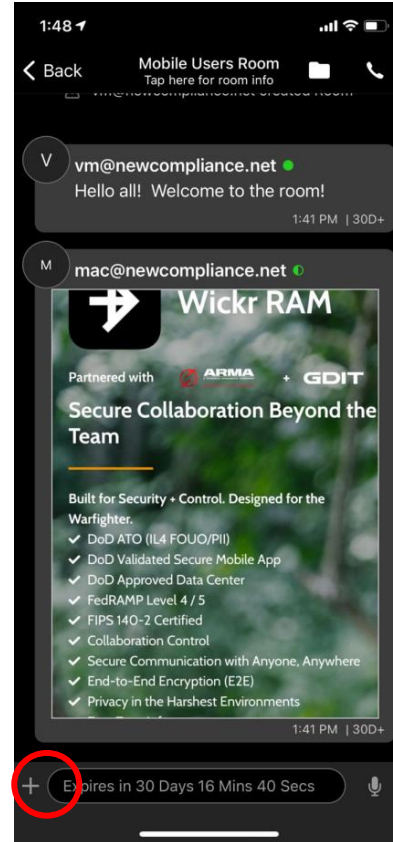 1:48
Back
Mobile Users Room
Tap here for room info
vm@newcompliance.net created Room
V
vm@newcompliance.net
Hello all! Welcome to the room!
1:41 PM | 30D+
M
mac@newcompliance.net
Wickr RAM
Partnered with ARMA + GDIT
Secure Collaboration Beyond the
Team
Built for Security + Control. Designed for the
Warfighter.
DoD ATO (IL4 FOUO/PII)
DoD Validated Secure Mobile App
DoD Approved Data Center
FedRAMP Level 4 / 5
FIPS 140-2 Certified
Collaboration Control
Secure Communication with Anyone, Anywhere
End-to-End Encryption (E2E)
Privacy in the Harshest Environments
1:41 PM | 30D+
Expires in 30 Days 16 Mins 40 Secs